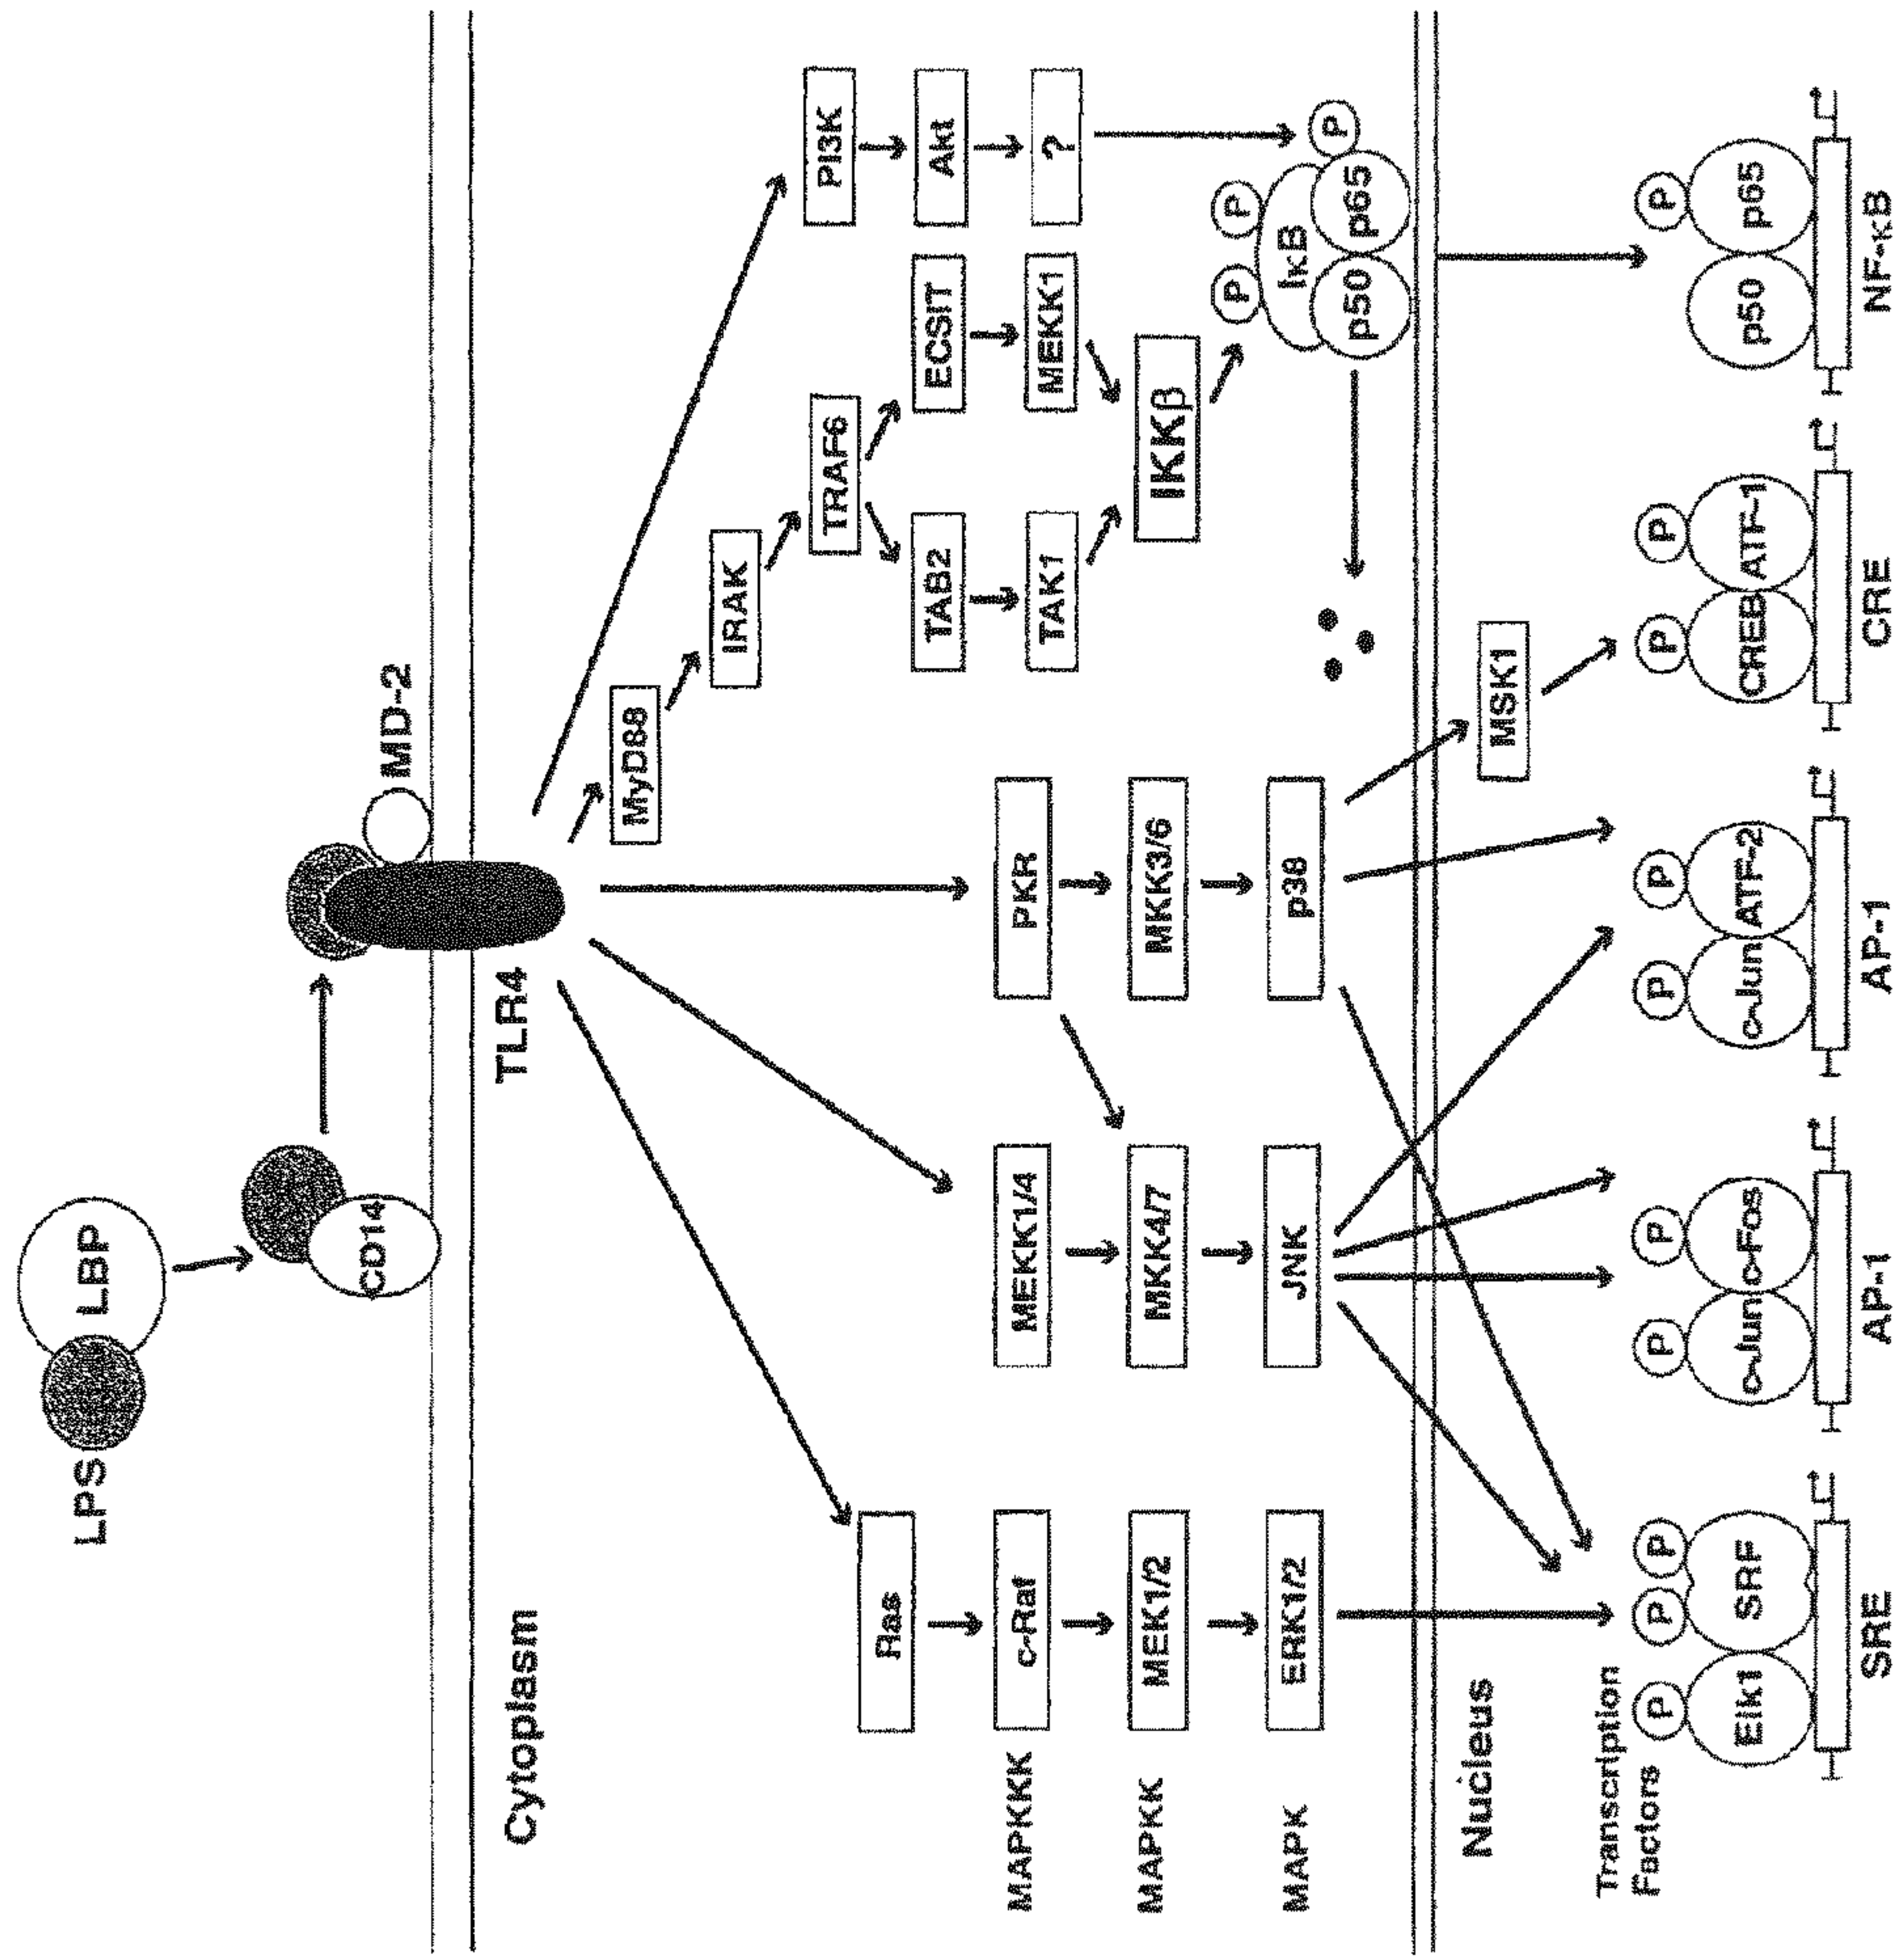 LPS
LBP
CD14
MD-2
TLR4
Cytoplasm
MyD88
IRAK
TRAF6
PI3K
Ras
TAB2
ECSIT
Akt
MAPKKK
c-Raf
MEKK1/4
PKR
TAK1
MEKK1
?
MAPKK
MEK1/2
MKK4/7
MKK3/6
IKKβ
MAPK
ERK1/2
JNK
p38
P
P
P
IκB
p50
p65
Nucleus
MSK1
Transcription
Factors
P
P
P
P
P
P
P
P
P
P
Elk1
SRF
c-Jun
c-Fos
c-Jun
ATF-2
CREB
ATF-1
p50
p65
SRE
AP-1
AP-1
CRE
NF-κB